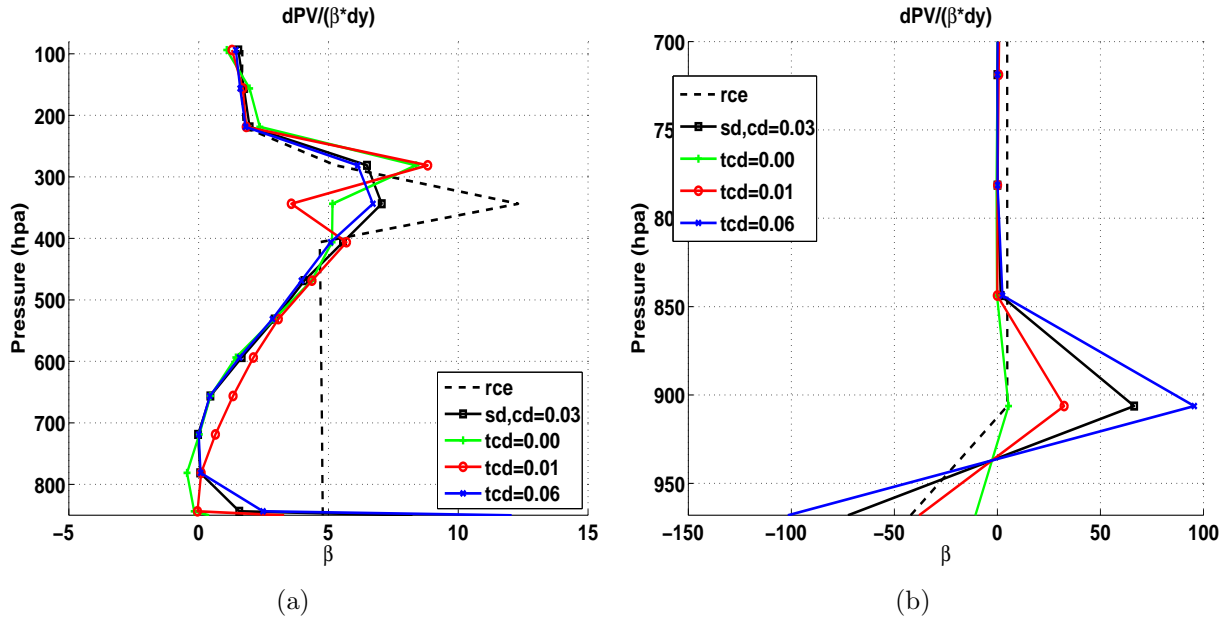 dPV/(β*dy)
100
200
300
400
500
600
700
800
Pressure (hpa)
−5
0
5
10
15
β
rce
sd,cd=0.03
tcd=0.00
tcd=0.01
tcd=0.06
(a)
dPV/(β*dy)
700
750
800
850
900
950
Pressure (hpa)
−150
−100
−50
0
50
100
β
rce
sd,cd=0.03
tcd=0.00
tcd=0.01
tcd=0.06
(b)